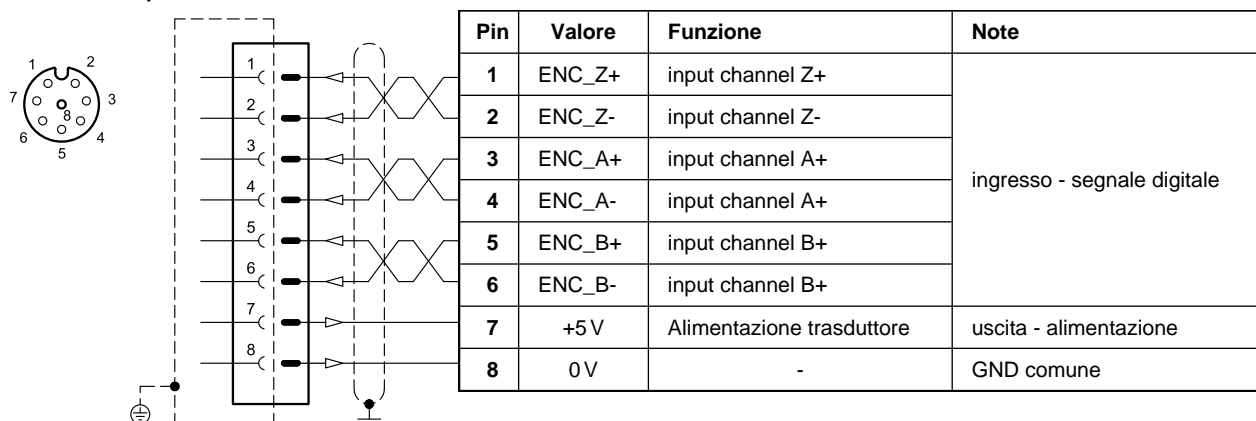 Pin Valore Funzione Note
1 ENC_Z+ input channel Z+
2 ENC_Z- input channel Z-
3 ENC_A+ input channel A+
4 ENC_A- input channel A+
5 ENC_B+ input channel B+
6 ENC_B- input channel B+
ingresso - segnale digitale
7 +5 V Alimentazione trasduttore uscita - alimentazione
8 0 V - GND comune
1
2
3
4
5
6
7
8
1 2
7 8 3
6 4
5